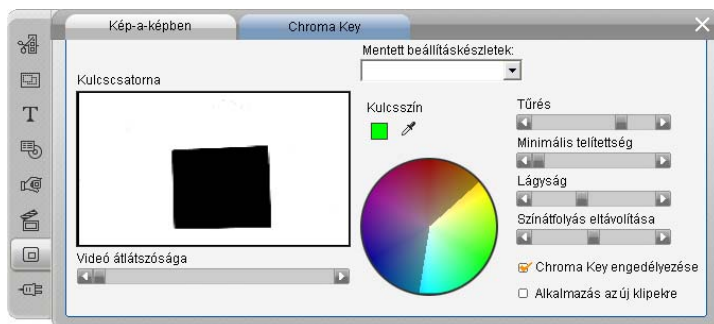 Kép-a-képben
Chroma Key
Mentett beállításkészletek:
Kulcscsatorna
Kulcsszín
Tűrés
Minimális telítettség
Lágyság
Színátfolyás eltávolítása
Videó átlátszósága
Chroma Key engedélyezése
Alkalmazás az új klipekre
T